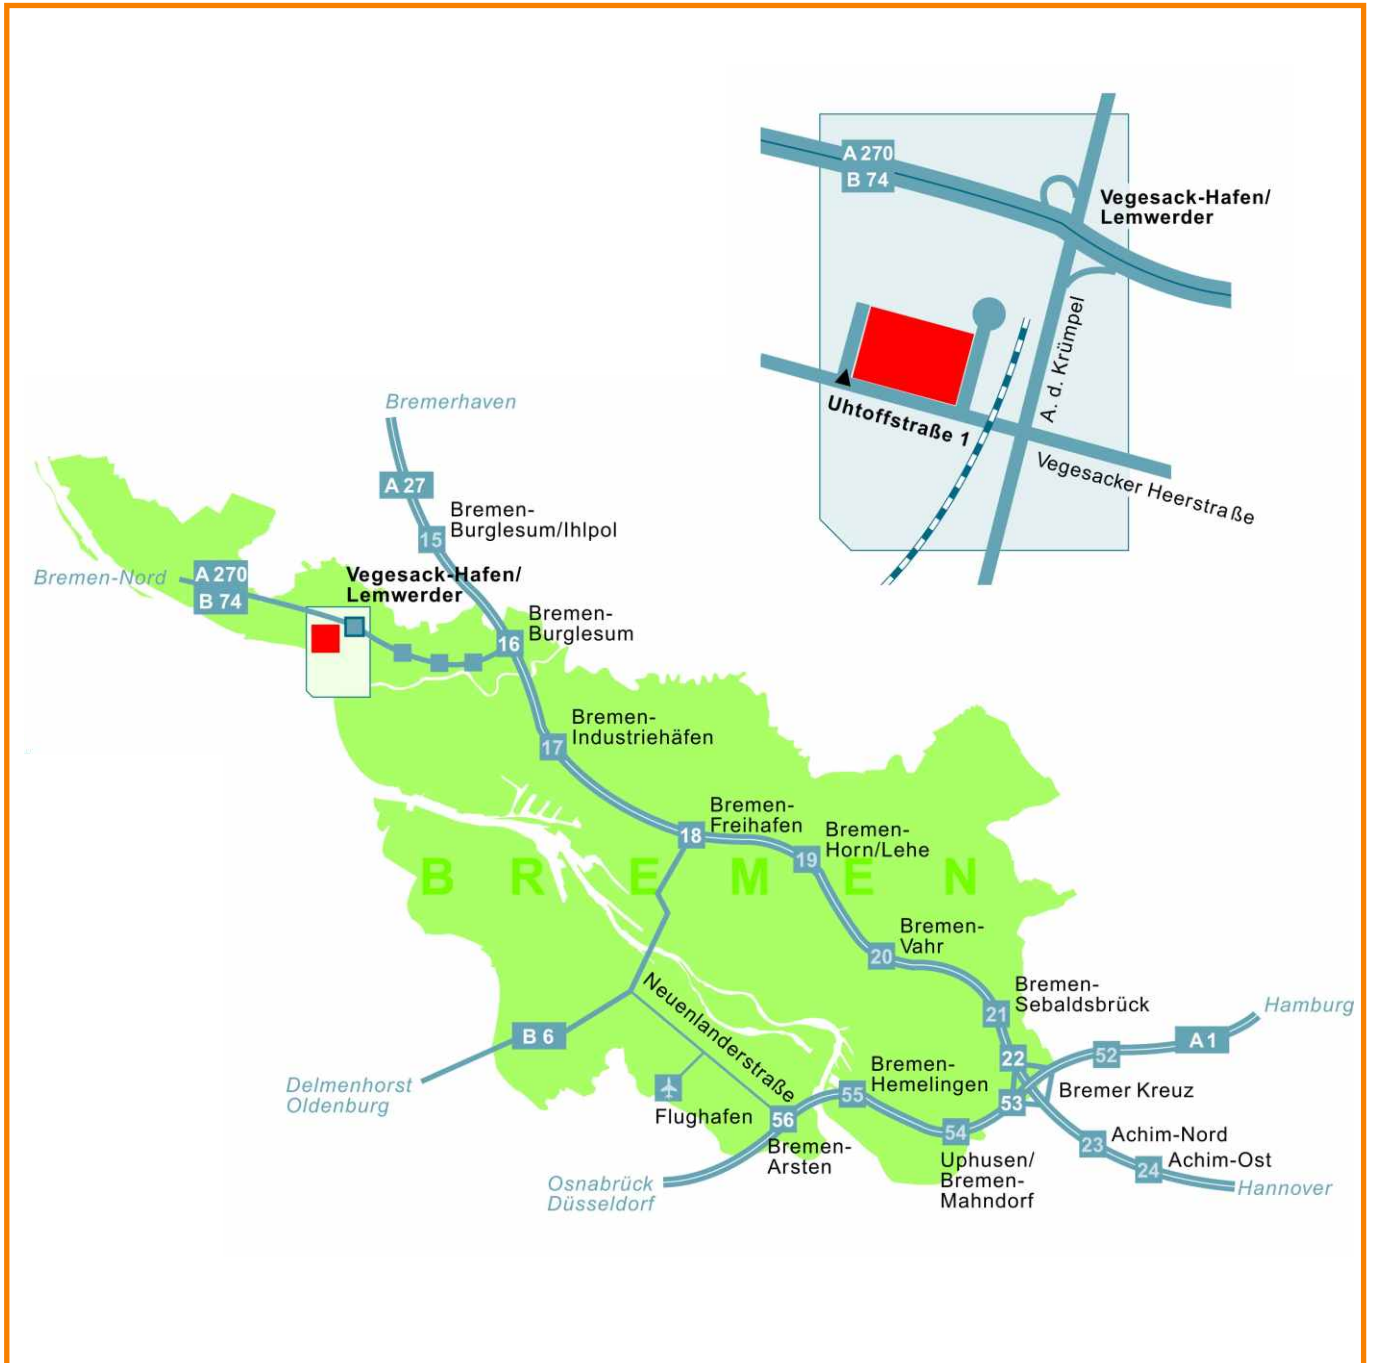 A 270
B 74
Vegesack-Hafen/
Lemwerder
A. d. Krümpel
Uhtoffstraße 1
Vegesacker Heerstraße
Bremerhaven
A 27
Bremen-
Burglesum/Ihlpol
15
Bremen-Nord
A 270
B 74
Vegesack-Hafen/
Lemwerder
Bremen-
Burglesum
16
Bremen-
Industriehäfen
17
Bremen-
Freihafen
18
Bremen-
Horn/Lehe
19
BREMEN
Bremen-
Vahr
20
Bremen-
Sebaldsbrück
21
Hamburg
A 1
52
22
Neuenlanderstraße
B 6
Delmenhorst
Oldenburg
Flughafen
Bremen-
Hemelingen
55
Bremer Kreuz
53
56
Bremen-
Arsten
54
Uphusen/
Bremen-
Mahndorf
Achim-Nord
23
Achim-Ost
24
Hannover
Osnabrück
Düsseldorf